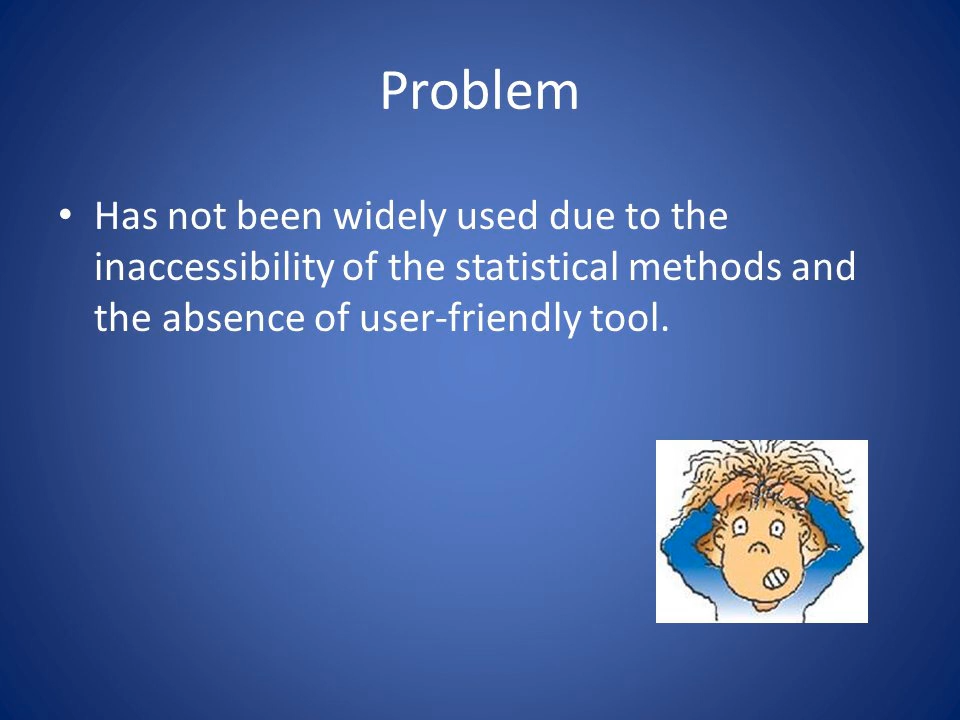 Problem
• Has not been widely used due to the
inaccessibility of the statistical methods and
the absence of user-friendly tool.